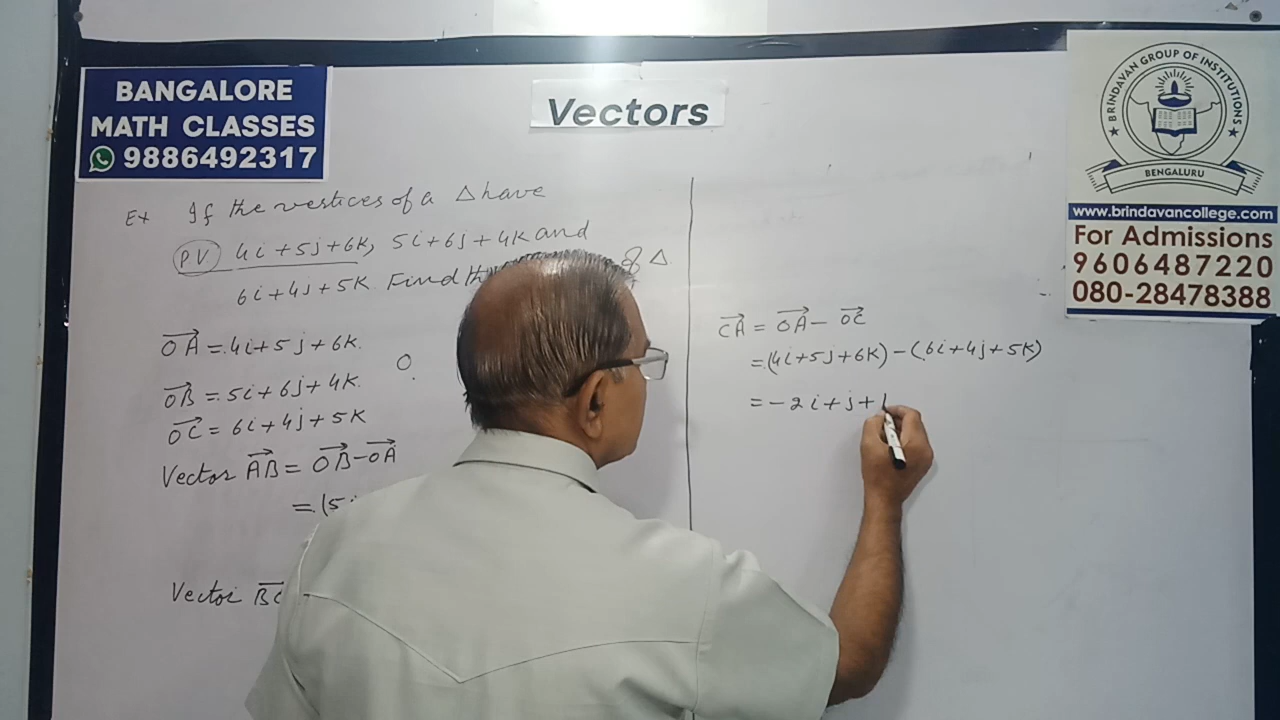 BANGALORE
MATH CLASSES
9886492317
Vectors
BRINDAVAN GROUP OF INSTITUTIONS
BENGALURU
www.brindavancollege.com
For Admissions
9606487220
080-28478388
Ex If the vertices of a △ have
PV 4i+5j+6k, 5i+6j+4k and
6i+4j+5k. Find of △
OA = 4i+5j+6k.
OB = 5i+6j+4k.
OC = 6i+4j+5k
O
Vector AB = OB-OA
= (5i
Vector BC
CA = OA - OC
= (4i+5j+6k) - (6i+4j+5k)
= -2i+j+